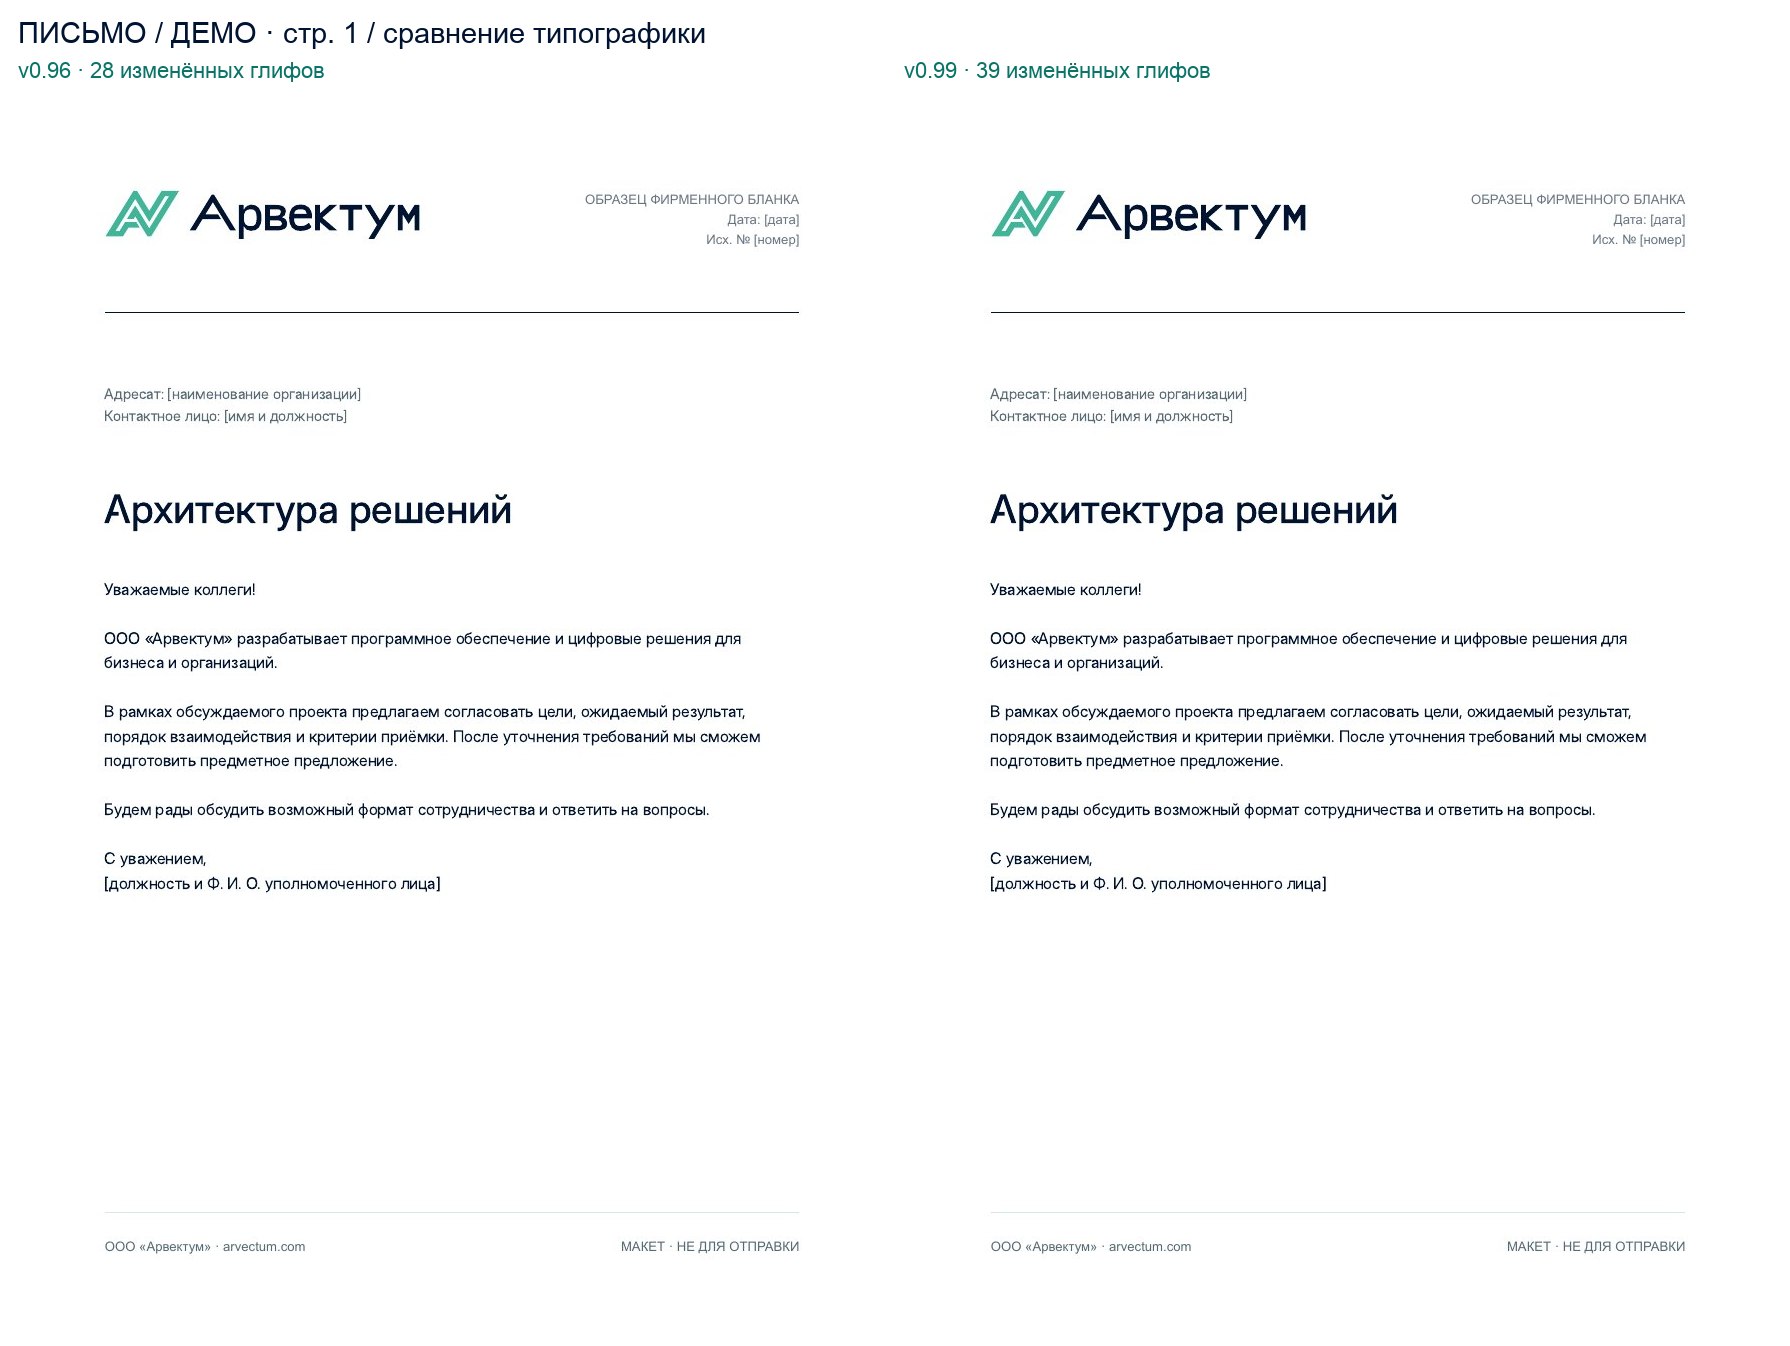 ПИСЬМО / ДЕМО · стр. 1 / сравнение типографики
v0.96 · 28 изменённых глифов
Арвектум
ОБРАЗЕЦ ФИРМЕННОГО БЛАНКА
Дата: [дата]
Исх. № [номер]
Адресат: [наименование организации]
Контактное лицо: [имя и должность]
Архитектура решений
Уважаемые коллеги!
ООО «Арвектум» разрабатывает программное обеспечение и цифровые решения для
бизнеса и организаций.
В рамках обсуждаемого проекта предлагаем согласовать цели, ожидаемый результат,
порядок взаимодействия и критерии приёмки. После уточнения требований мы сможем
подготовить предметное предложение.
Будем рады обсудить возможный формат сотрудничества и ответить на вопросы.
С уважением,
[должность и Ф. И. О. уполномоченного лица]
ООО «Арвектум» · arvectum.com
МАКЕТ · НЕ ДЛЯ ОТПРАВКИ
v0.99 · 39 изменённых глифов
Арвектум
ОБРАЗЕЦ ФИРМЕННОГО БЛАНКА
Дата: [дата]
Исх. № [номер]
Адресат: [наименование организации]
Контактное лицо: [имя и должность]
Архитектура решений
Уважаемые коллеги!
ООО «Арвектум» разрабатывает программное обеспечение и цифровые решения для
бизнеса и организаций.
В рамках обсуждаемого проекта предлагаем согласовать цели, ожидаемый результат,
порядок взаимодействия и критерии приёмки. После уточнения требований мы сможем
подготовить предметное предложение.
Будем рады обсудить возможный формат сотрудничества и ответить на вопросы.
С уважением,
[должность и Ф. И. О. уполномоченного лица]
ООО «Арвектум» · arvectum.com
МАКЕТ · НЕ ДЛЯ ОТПРАВКИ